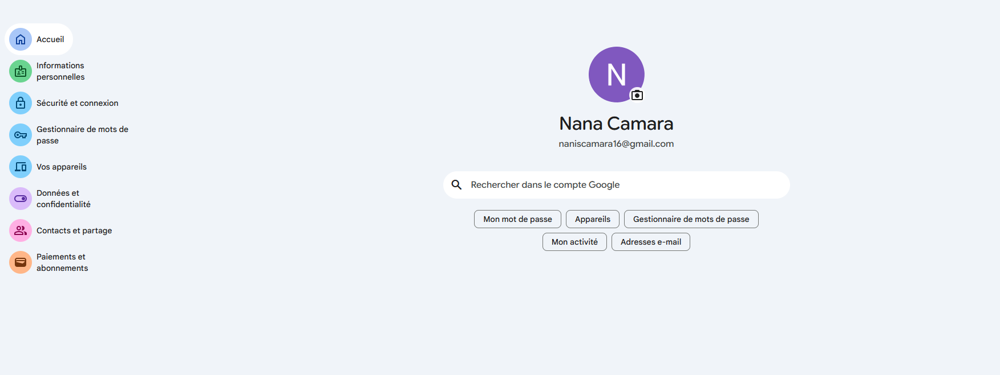 Accueil
Informations
personnelles
Sécurité et connexion
Gestionnaire de mots de
passe
Vos appareils
Données et
confidentialité
Contacts et partage
Paiements et
abonnements
N
Nana Camara
naniscamara16@gmail.com
Rechercher dans le compte Google
Mon mot de passe Appareils Gestionnaire de mots de passe
Mon activité Adresses e-mail